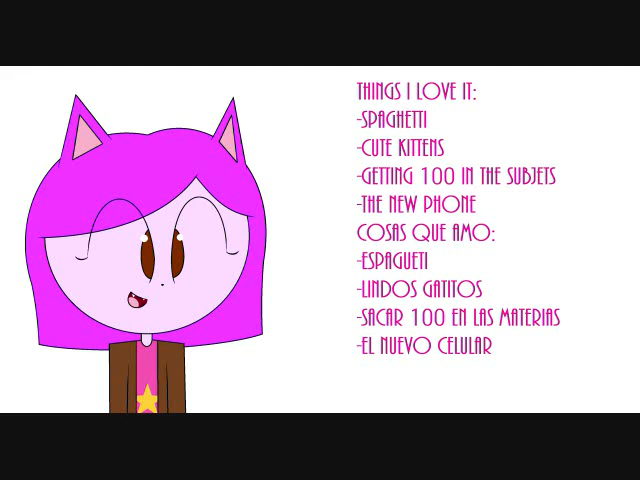 THINGS I LOVE IT:
-SPAGHETTI
-CUTE KITTENS
-GETTING 100 IN THE SUBJETS
-THE NEW PHONE
COSAS QUE AMO:
-ESPAGUETI
-LINDOS GATITOS
-SACAR 100 EN LAS MATERIAS
-EL NUEVO CELULAR